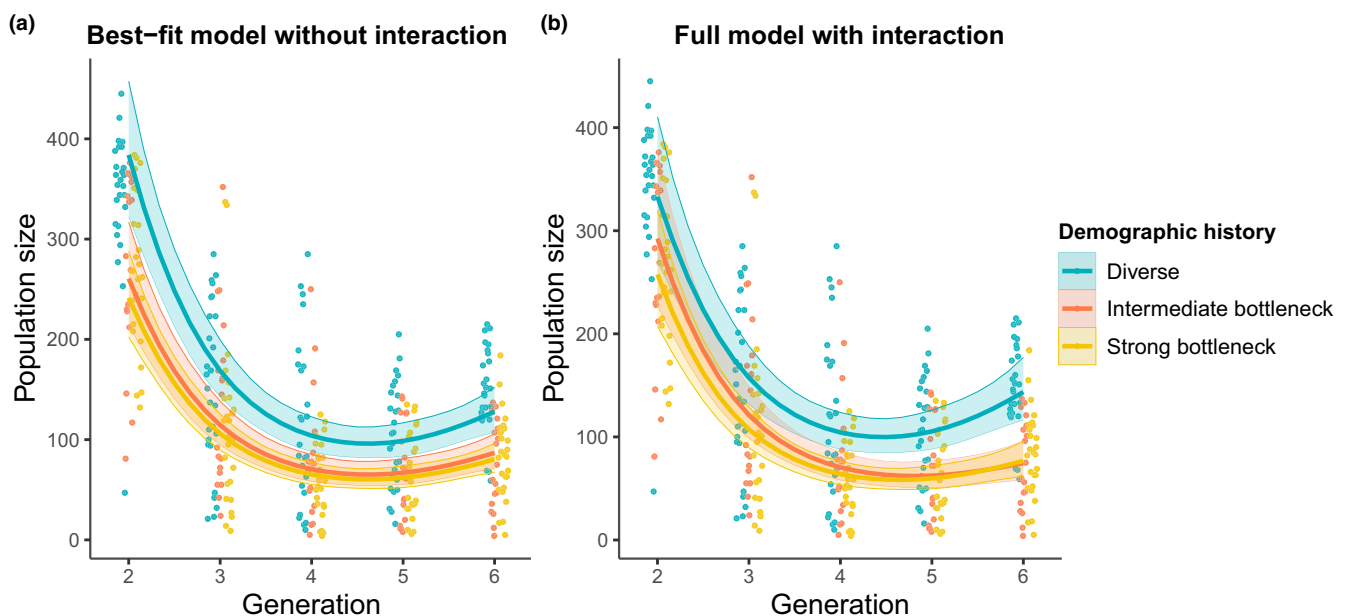 (a)
Best−fit model without interaction
Population size
400
300
200
100
0
2 3 4 5 6
Generation
(b)
Full model with interaction
Population size
400
300
200
100
0
2 3 4 5 6
Generation
Demographic history
Diverse
Intermediate bottleneck
Strong bottleneck